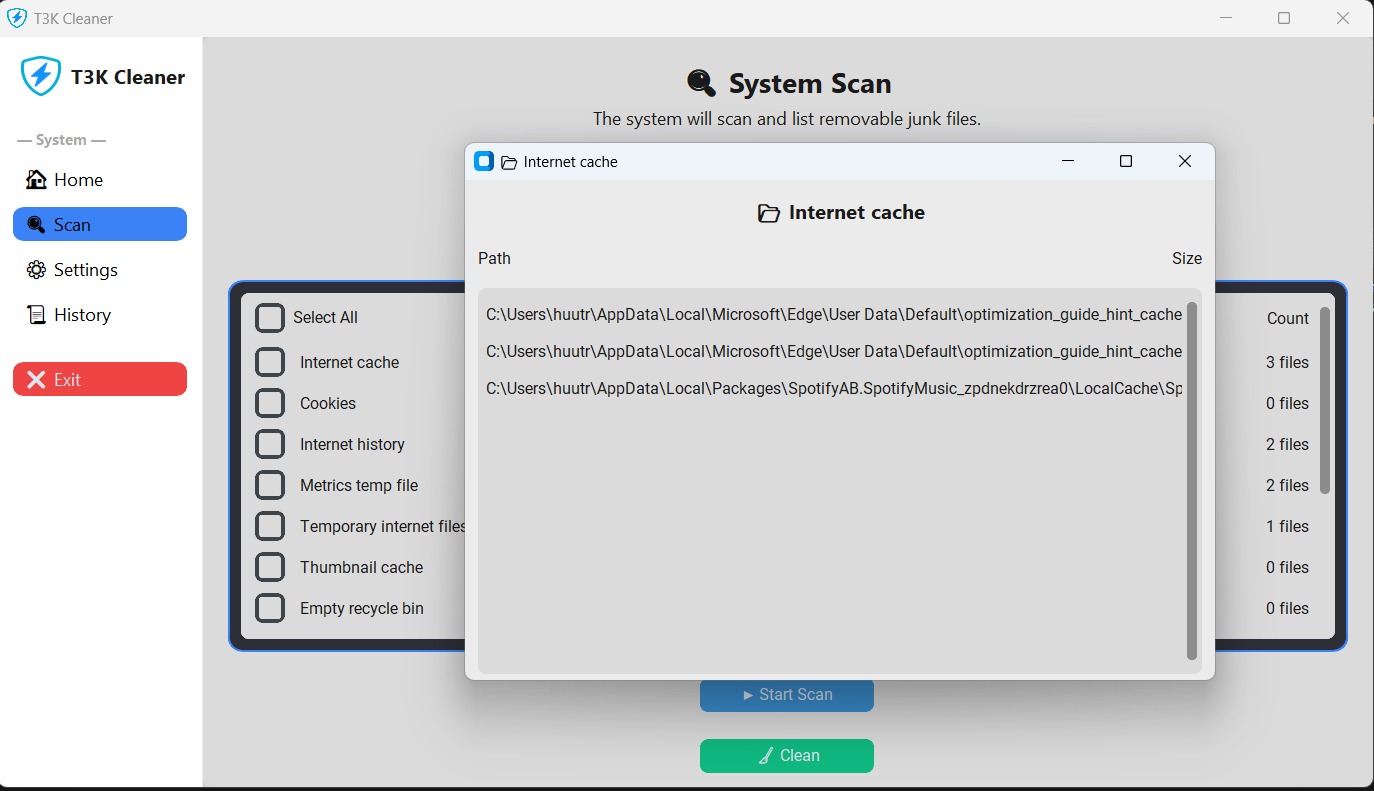 T3K Cleaner
T3K Cleaner
— System —
Home
Scan
Settings
History
Exit
System Scan
The system will scan and list removable junk files.
Internet cache
Internet cache
Path Size
C:\Users\huutr\AppData\Local\Microsoft\Edge\User Data\Default\optimization_guide_hint_cache
C:\Users\huutr\AppData\Local\Microsoft\Edge\User Data\Default\optimization_guide_hint_cache
C:\Users\huutr\AppData\Local\Packages\SpotifyAB.SpotifyMusic_zpdnekdrzrea0\LocalCache\Sp
Select All Count
Internet cache 3 files
Cookies 0 files
Internet history 2 files
Metrics temp file 2 files
Temporary internet files 1 files
Thumbnail cache 0 files
Empty recycle bin 0 files
Start Scan
Clean